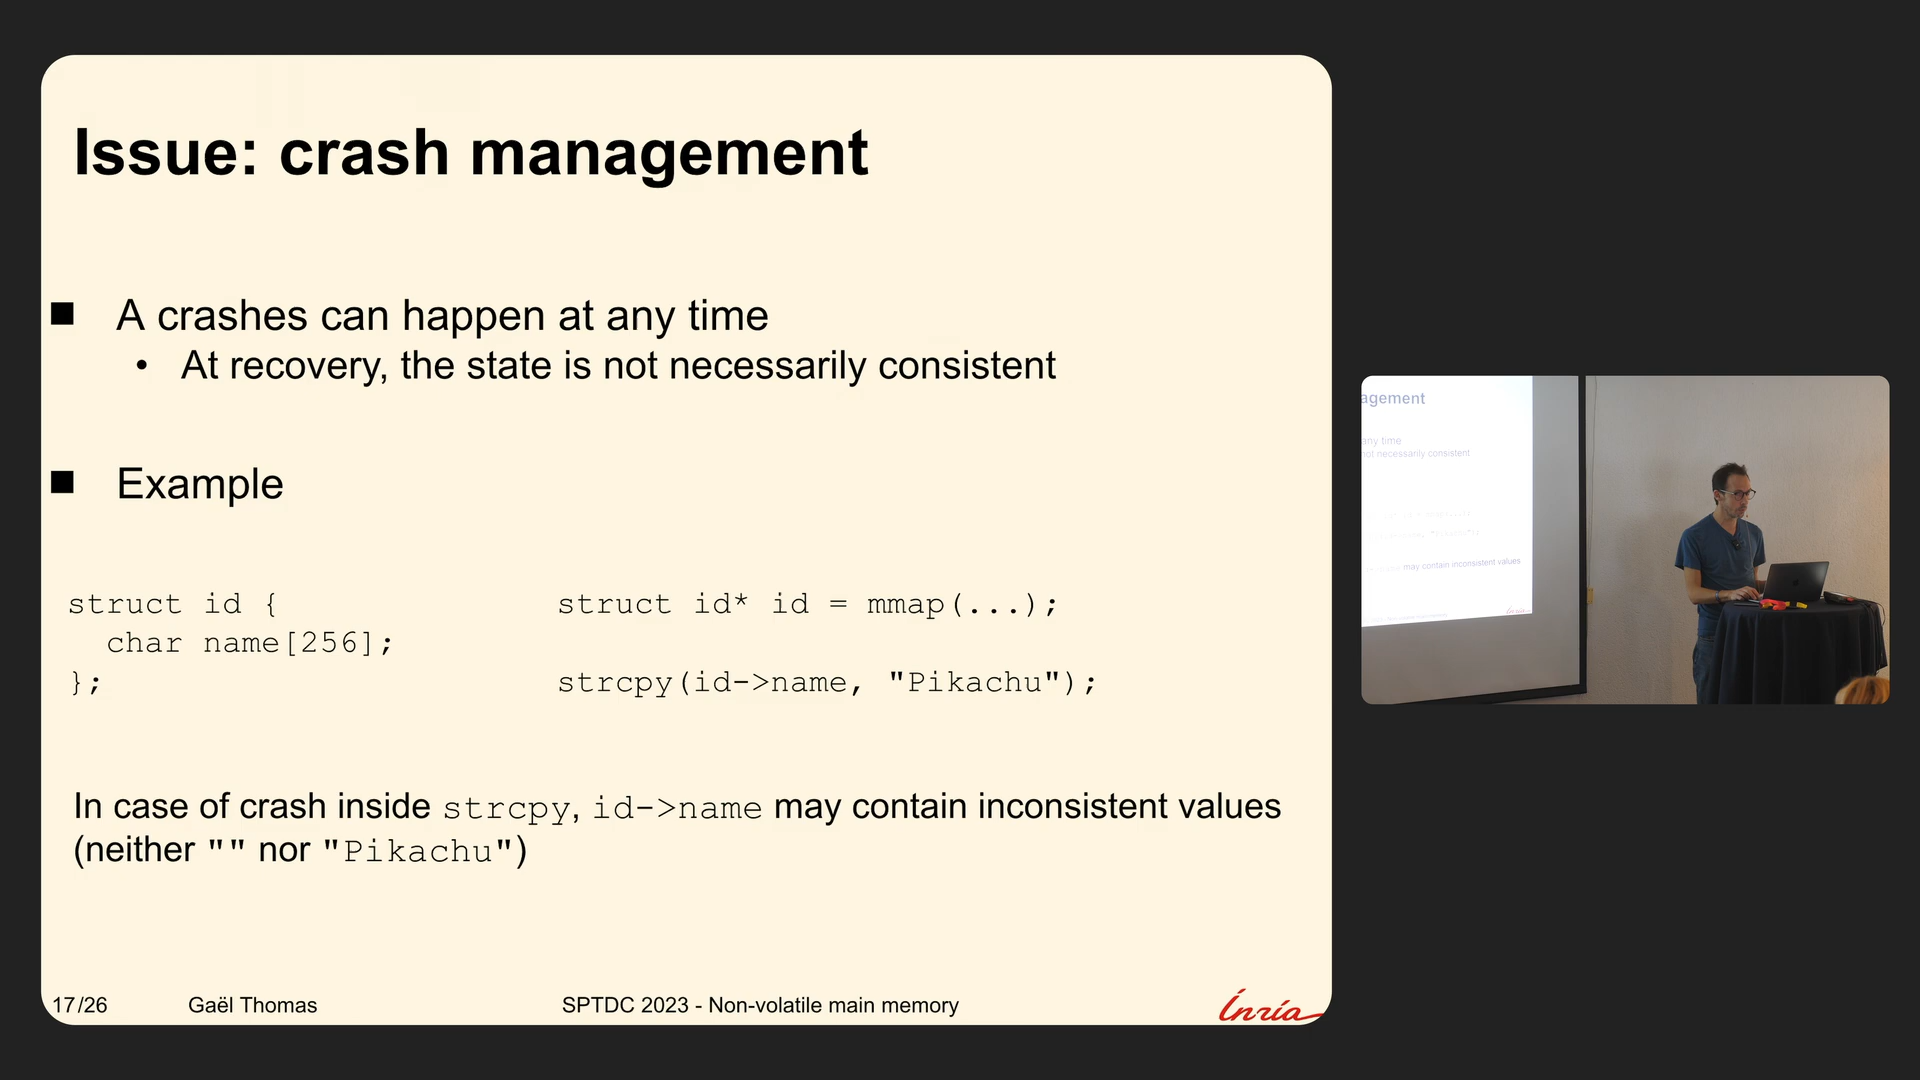 Issue: crash management
■ A crashes can happen at any time
• At recovery, the state is not necessarily consistent
■ Example
struct id {
char name[256];
};
struct id* id = mmap(...);
strcpy(id->name, "Pikachu");
In case of crash inside strcpy, id->name may contain inconsistent values
(neither "" nor "Pikachu")
17/26 Gaël Thomas SPTDC 2023 - Non-volatile main memory Inria
agement
any time
not necessarily consistent
may contain inconsistent values